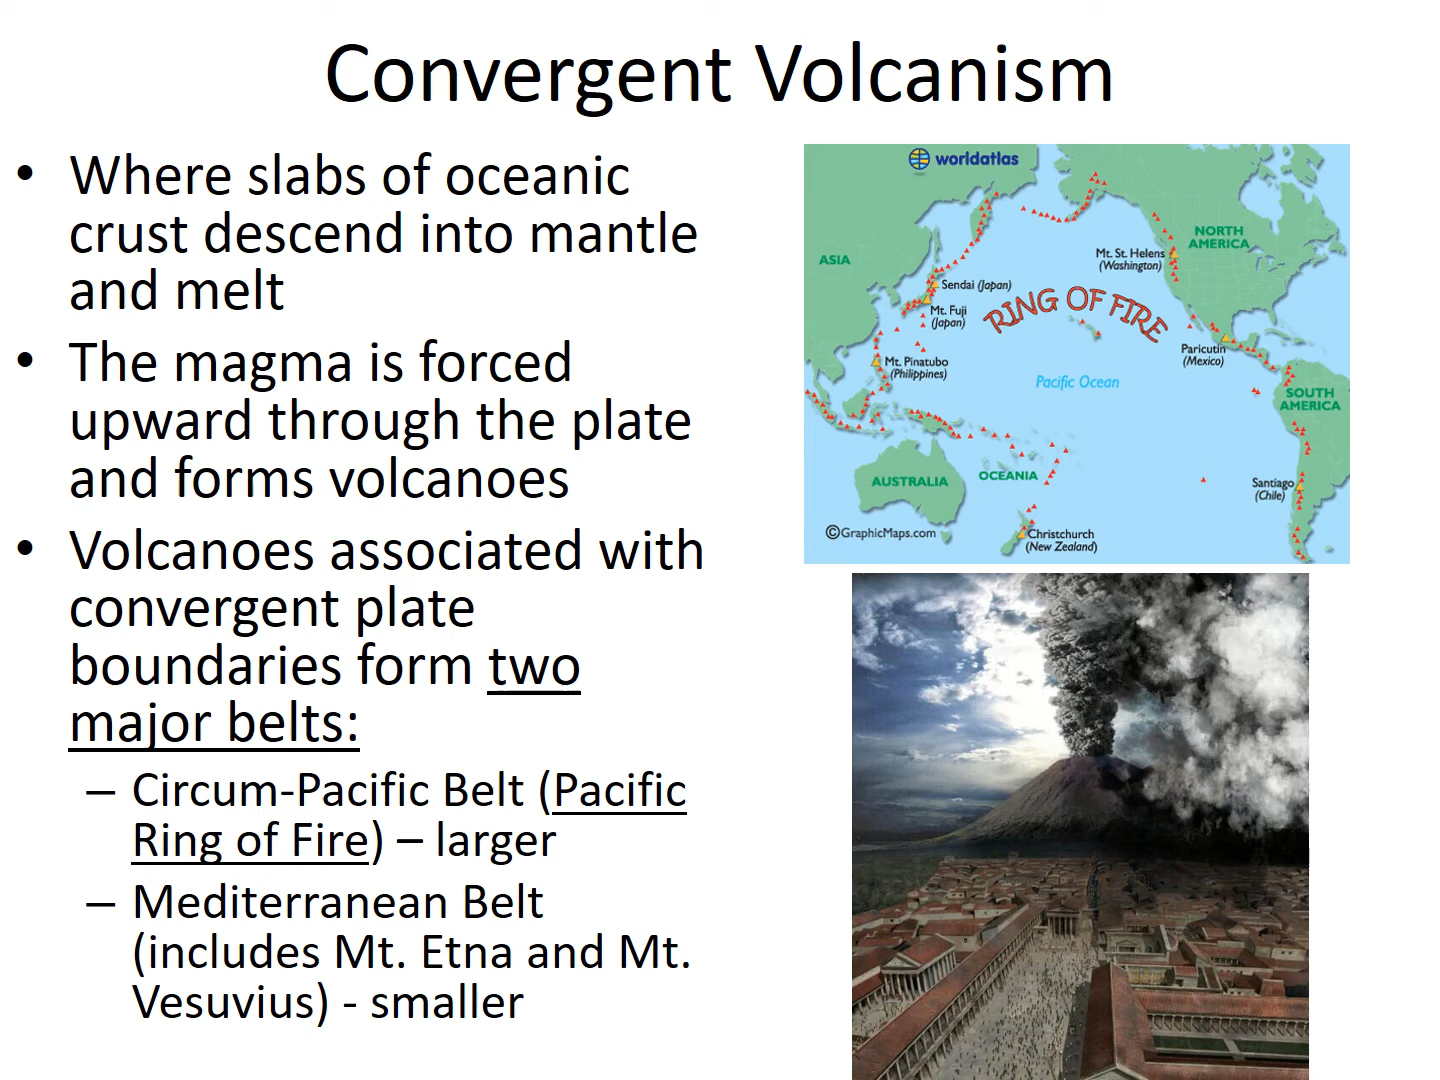 Convergent Volcanism
• Where slabs of oceanic
crust descend into mantle
and melt
• The magma is forced
upward through the plate
and forms volcanoes
• Volcanoes associated with
convergent plate
boundaries form two
major belts:
– Circum-Pacific Belt (Pacific
Ring of Fire) – larger
– Mediterranean Belt
(includes Mt. Etna and Mt.
Vesuvius) - smaller
worldatlas
NORTH
AMERICA
ASIA
Mt. St. Helens
(Washington)
Sendai (Japan)
RING OF FIRE
Mt. Fuji
(Japan)
Paricutin
(Mexico)
Mt. Pinatubo
(Philippines)
Pacific Ocean
SOUTH
AMERICA
OCEANIA
AUSTRALIA
Santiago
(Chile)
©GraphicMaps.com
Christchurch
(New Zealand)